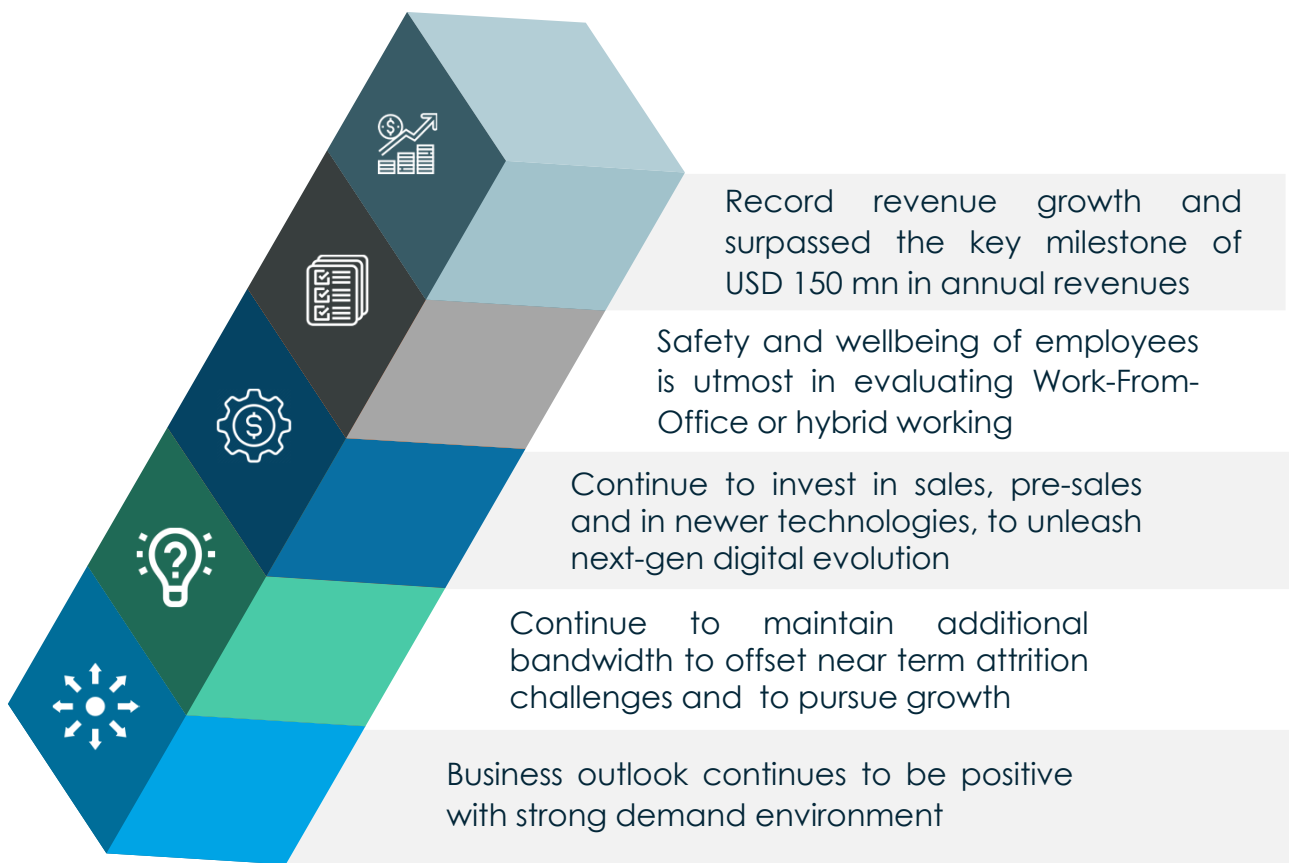 Record revenue growth and
surpassed the key milestone of
USD 150 mn in annual revenues
Safety and wellbeing of employees
is utmost in evaluating Work-From-
Office or hybrid working
Continue to invest in sales, pre-sales
and in newer technologies, to unleash
next-gen digital evolution
Continue to maintain additional
bandwidth to offset near term attrition
challenges and to pursue growth
Business outlook continues to be positive
with strong demand environment